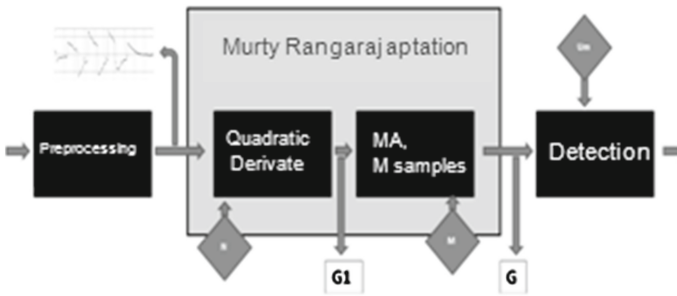 Murty Rangaraj aptation
Preprocessing
Quadratic
Derivate
MA,
M samples
Detection
M
G1
G